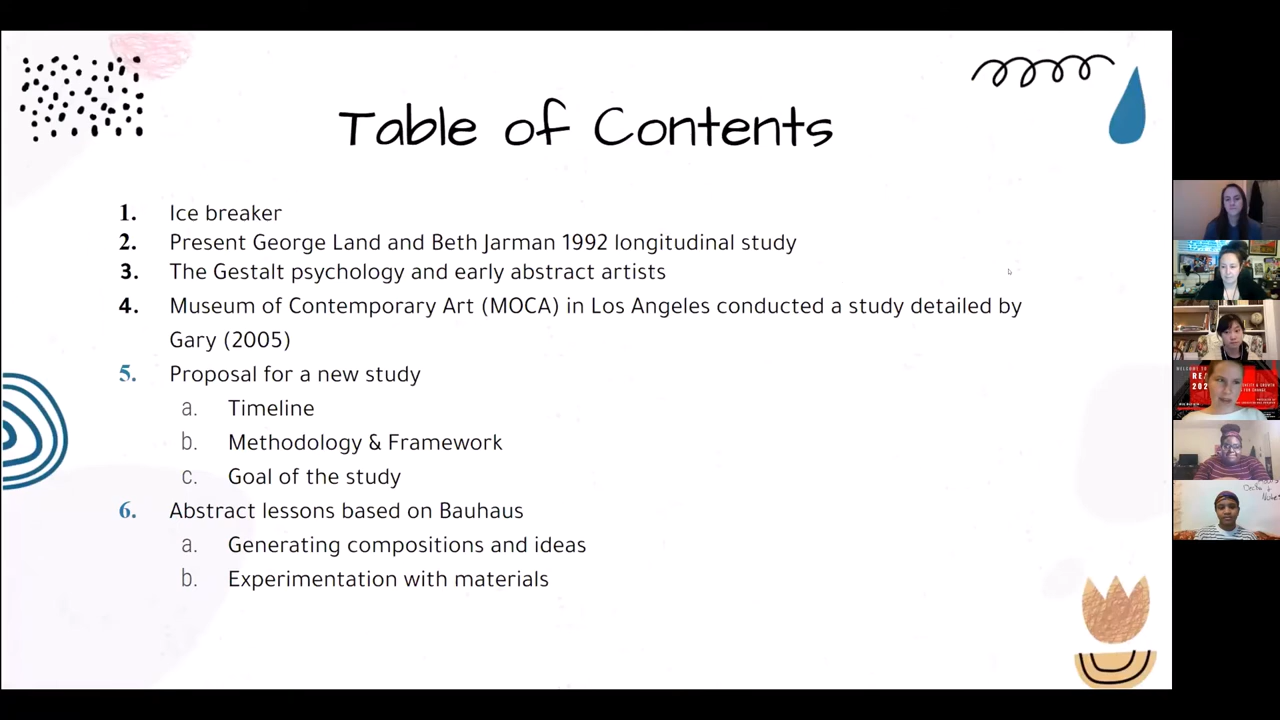 Table of Contents
1. Ice breaker
2. Present George Land and Beth Jarman 1992 longitudinal study
3. The Gestalt psychology and early abstract artists
4. Museum of Contemporary Art (MOCA) in Los Angeles conducted a study detailed by
Gary (2005)
5. Proposal for a new study
a. Timeline
b. Methodology & Framework
c. Goal of the study
6. Abstract lessons based on Bauhaus
a. Generating compositions and ideas
b. Experimentation with materials